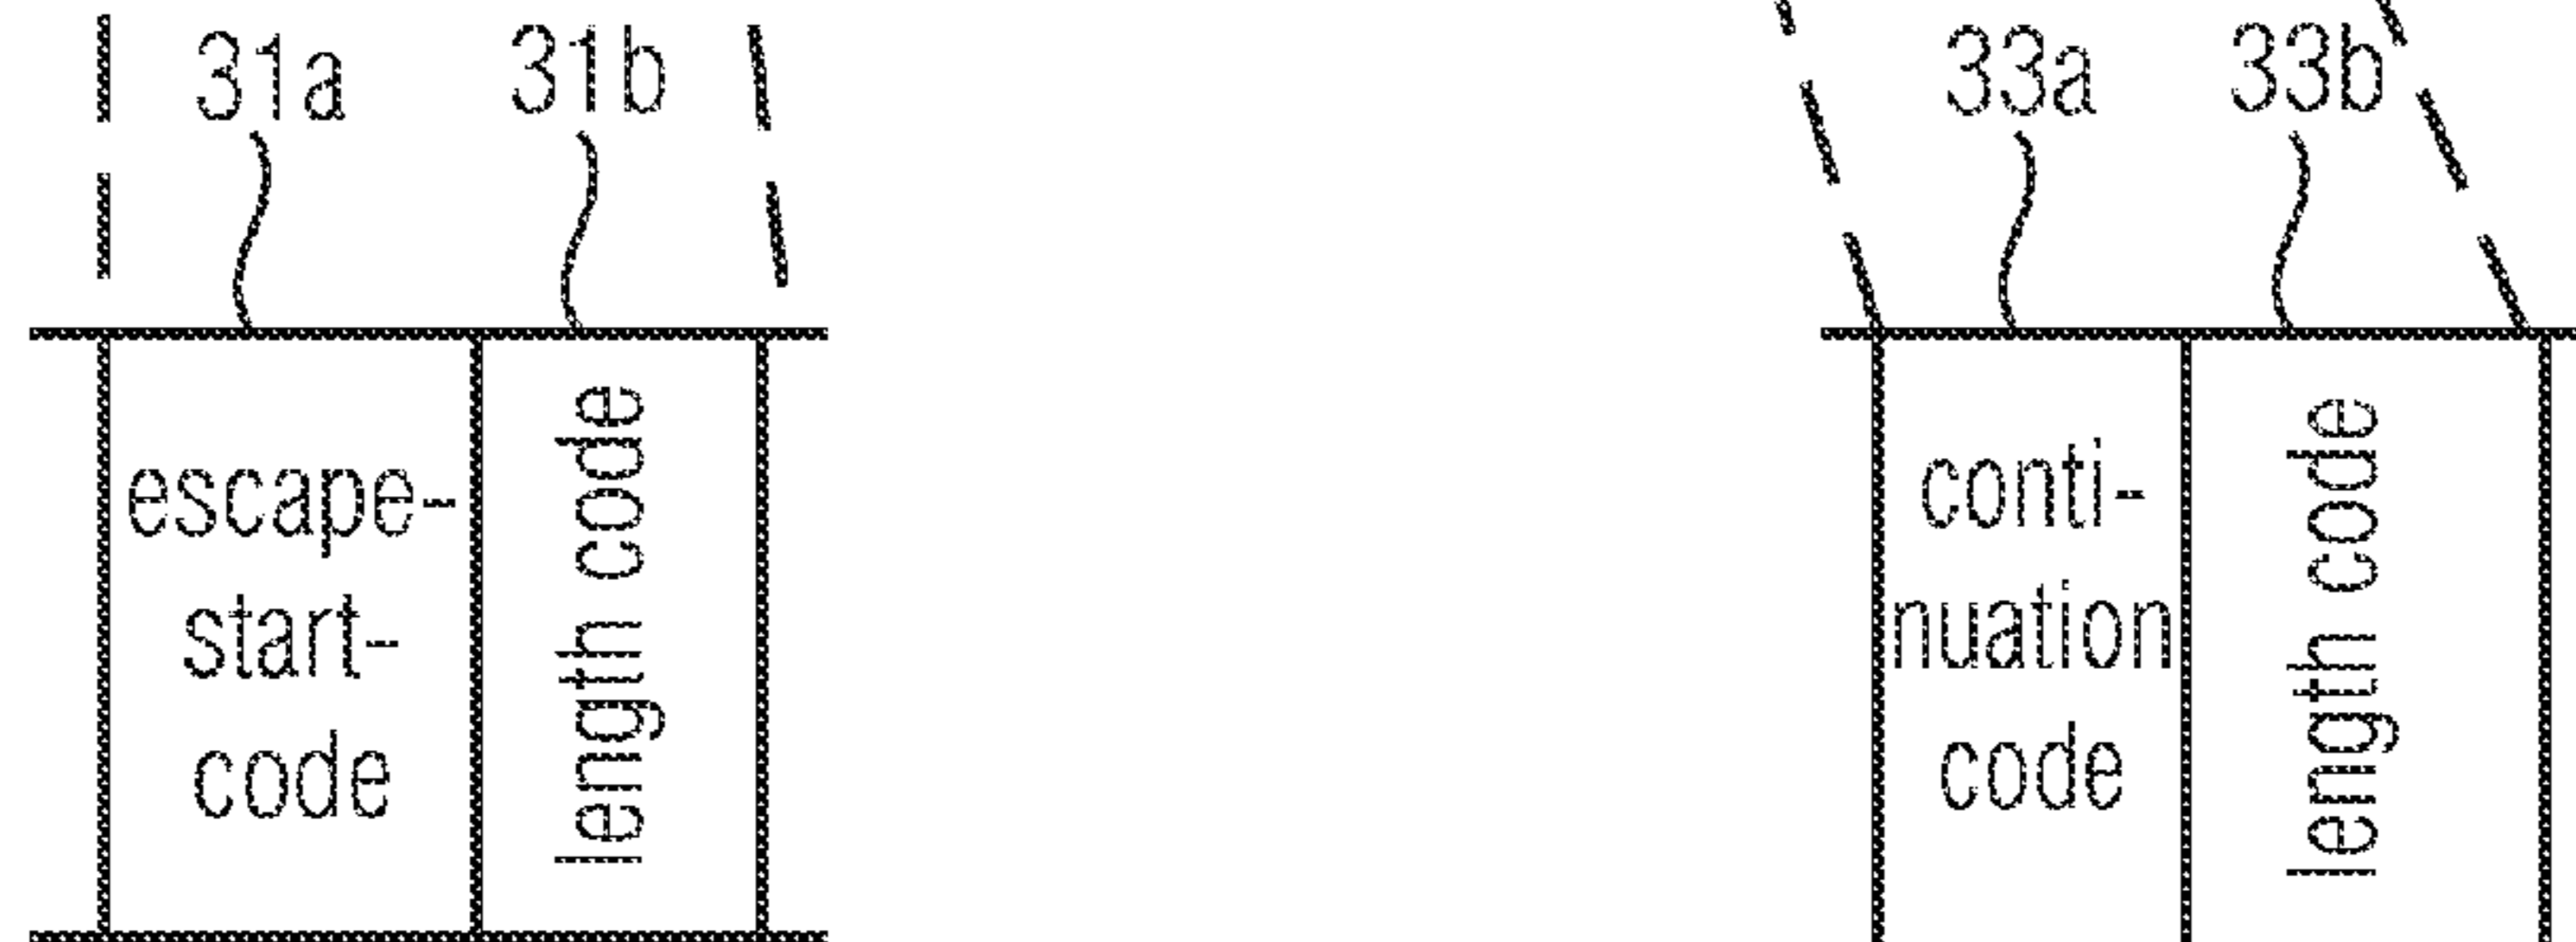 31a 31b
escape-
start-
code
length code
33a 33b
conti-
nuation
code
length code